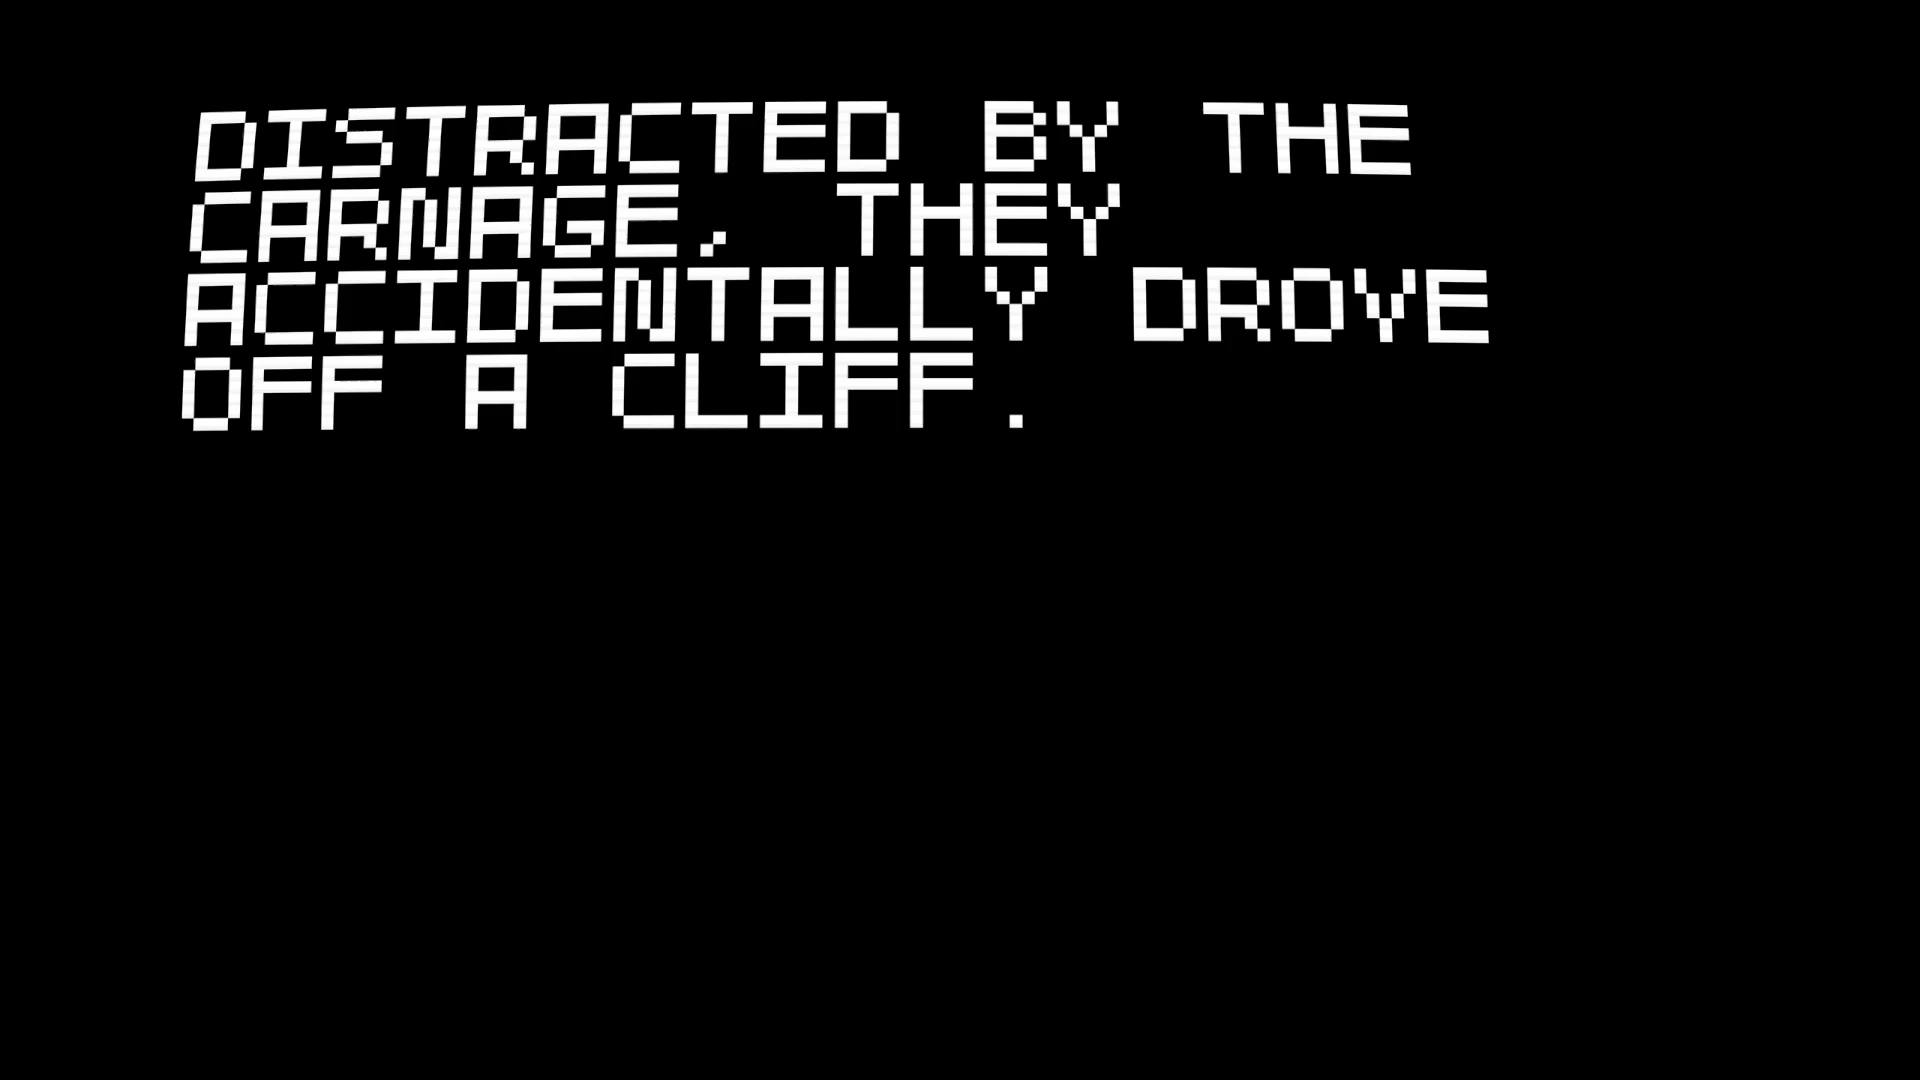 DISTRACTED BY THE
CARNAGE, THEY
ACCIDENTALLY DROVE
OFF A CLIFF.